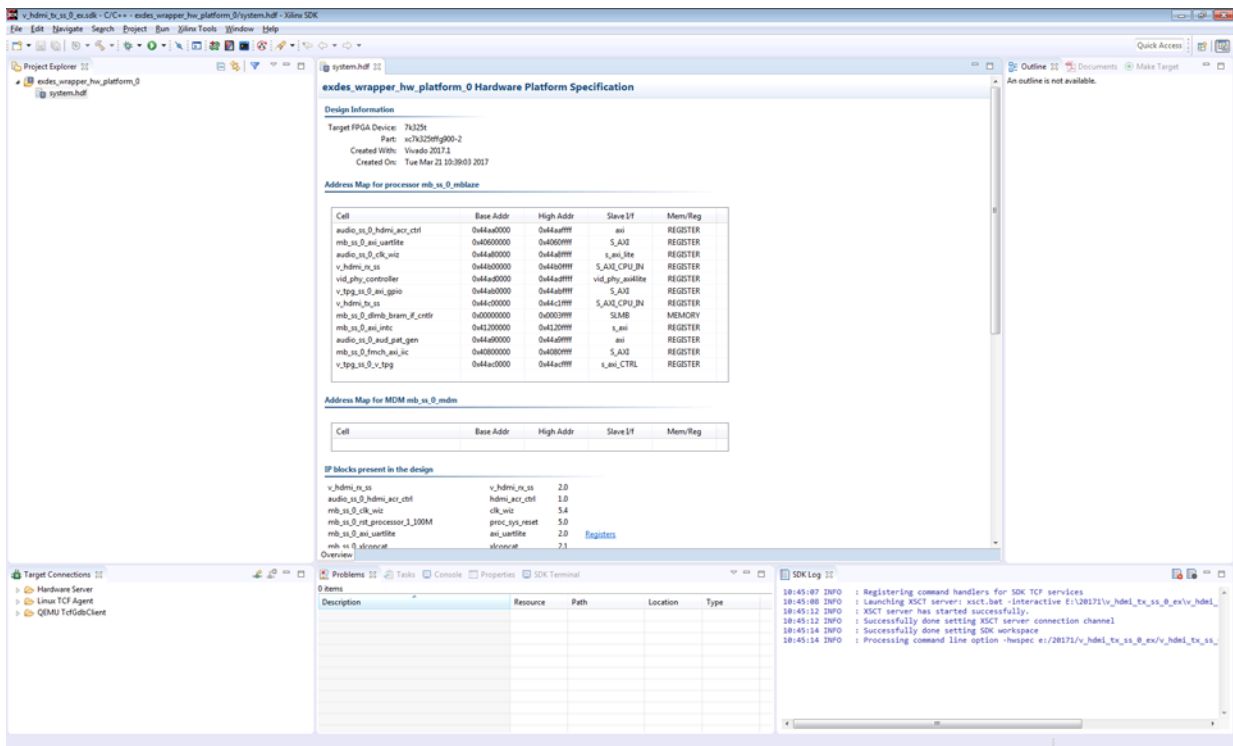 v_hdmi_tx_ss_0_ex.sdk - C/C++ - exdes_wrapper_hw_platform_0/system.hdf - Xilinx SDK
File Edit Navigate Search Project Run Xilinx Tools Window Help
Quick Access
Project Explorer
exdes_wrapper_hw_platform_0
system.hdf
system.hdf
exdes_wrapper_hw_platform_0 Hardware Platform Specification
Design Information
Target FPGA Device: 7k325t
Part: xc7k325tffg900-2
Created With: Vivado 2017.1
Created On: Tue Mar 21 10:39:03 2017
Address Map for processor mb_ss_0_mblaze
Cell Base Addr High Addr Slave I/f Mem/Reg
audio_ss_0_hdmi_acr_ctrl 0x44aa0000 0x44aaffff axi REGISTER
mb_ss_0_axi_uartlite 0x40600000 0x4060ffff S_AXI REGISTER
audio_ss_0_clk_wiz 0x44a80000 0x44a8ffff s_axi_lite REGISTER
v_hdmi_rx_ss 0x44b00000 0x44b0ffff S_AXI_CPU_IN REGISTER
vid_phy_controller 0x44ad0000 0x44adffff vid_phy_axi4lite REGISTER
v_tpg_ss_0_axi_gpio 0x44ab0000 0x44abffff S_AXI REGISTER
v_hdmi_tx_ss 0x44c00000 0x44c1ffff S_AXI_CPU_IN REGISTER
mb_ss_0_dlmb_bram_if_cntlr 0x00000000 0x0003ffff SLMB MEMORY
mb_ss_0_axi_intc 0x41200000 0x4120ffff s_axi REGISTER
audio_ss_0_aud_pat_gen 0x44a90000 0x44a9ffff axi REGISTER
mb_ss_0_fmch_axi_iic 0x40800000 0x4080ffff S_AXI REGISTER
v_tpg_ss_0_v_tpg 0x44ac0000 0x44acffff s_axi_CTRL REGISTER
Address Map for MDM mb_ss_0_mdm
Cell Base Addr High Addr Slave I/f Mem/Reg
IP blocks present in the design
v_hdmi_rx_ss v_hdmi_rx_ss 2.0
audio_ss_0_hdmi_acr_ctrl hdmi_acr_ctrl 1.0
mb_ss_0_clk_wiz clk_wiz 5.4
mb_ss_0_rst_processor_1_100M proc_sys_reset 5.0
mb_ss_0_axi_uartlite axi_uartlite 2.0 Registers
mb_ss_0_xlconcat xlconcat 2.1
Overview
Outline Documents Make Target
An outline is not available.
Target Connections
Hardware Server
Linux TCF Agent
QEMU TcfGdbClient
Problems Tasks Console Properties SDK Terminal
0 items
Description Resource Path Location Type
SDK Log
10:45:07 INFO : Registering command handlers for SDK TCF services
10:45:08 INFO : Launching XSCT server: xsct.bat -interactive E:\20171\v_hdmi_tx_ss_0_ex\v_hdmi_
10:45:12 INFO : XSCT server has started successfully.
10:45:12 INFO : Successfully done setting XSCT server connection channel
10:45:14 INFO : Successfully done setting SDK workspace
10:45:14 INFO : Processing command line option -hwspec e:/20171/v_hdmi_tx_ss_0_ex/v_hdmi_tx_ss_